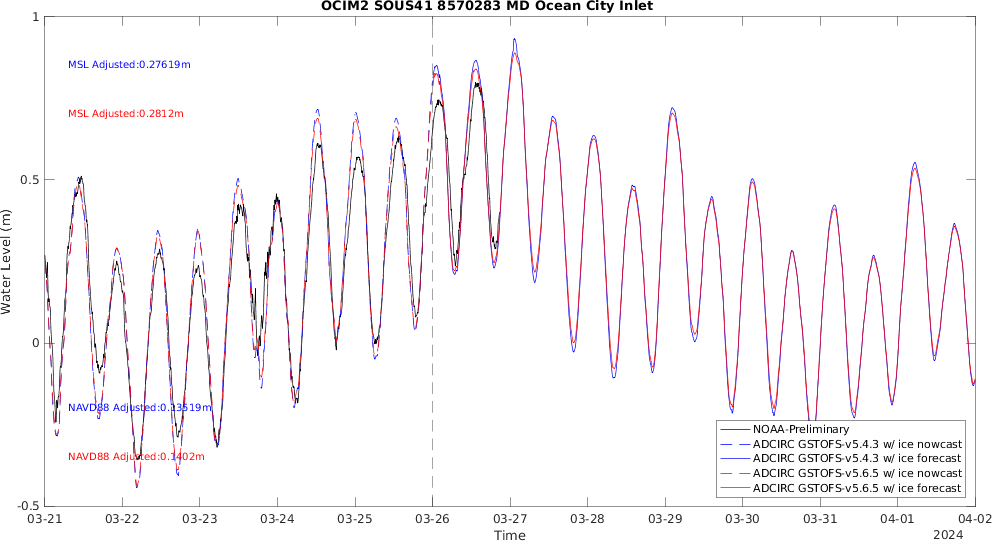 OCIM2 SOUS41 8570283 MD Ocean City Inlet
1
MSL Adjusted:0.27619m
MSL Adjusted:0.2812m
0.5
Water Level (m)
0
NAVD88 Adjusted:0.13519m
NAVD88 Adjusted:0.1402m
NOAA-Preliminary
ADCIRC GSTOFS-v5.4.3 w/ ice nowcast
ADCIRC GSTOFS-v5.4.3 w/ ice forecast
ADCIRC GSTOFS-v5.6.5 w/ ice nowcast
ADCIRC GSTOFS-v5.6.5 w/ ice forecast
-0.5
03-21 03-22 03-23 03-24 03-25 03-26 03-27 03-28 03-29 03-30 03-31 04-01 04-02
Time
2024